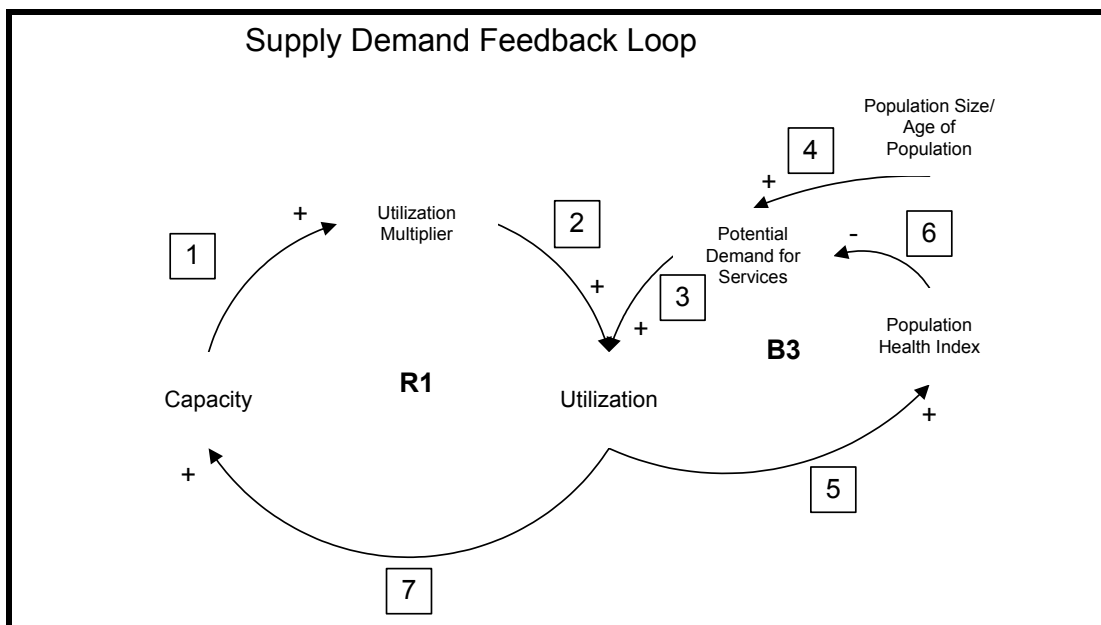 Supply Demand Feedback Loop
Population Size/
Age of
Population
4
+
+
Utilization
Multiplier
2
1
-
6
Potential
Demand for
Services
3
+
+
Population
Health Index
B3
R1
Capacity
Utilization
+
+
5
7